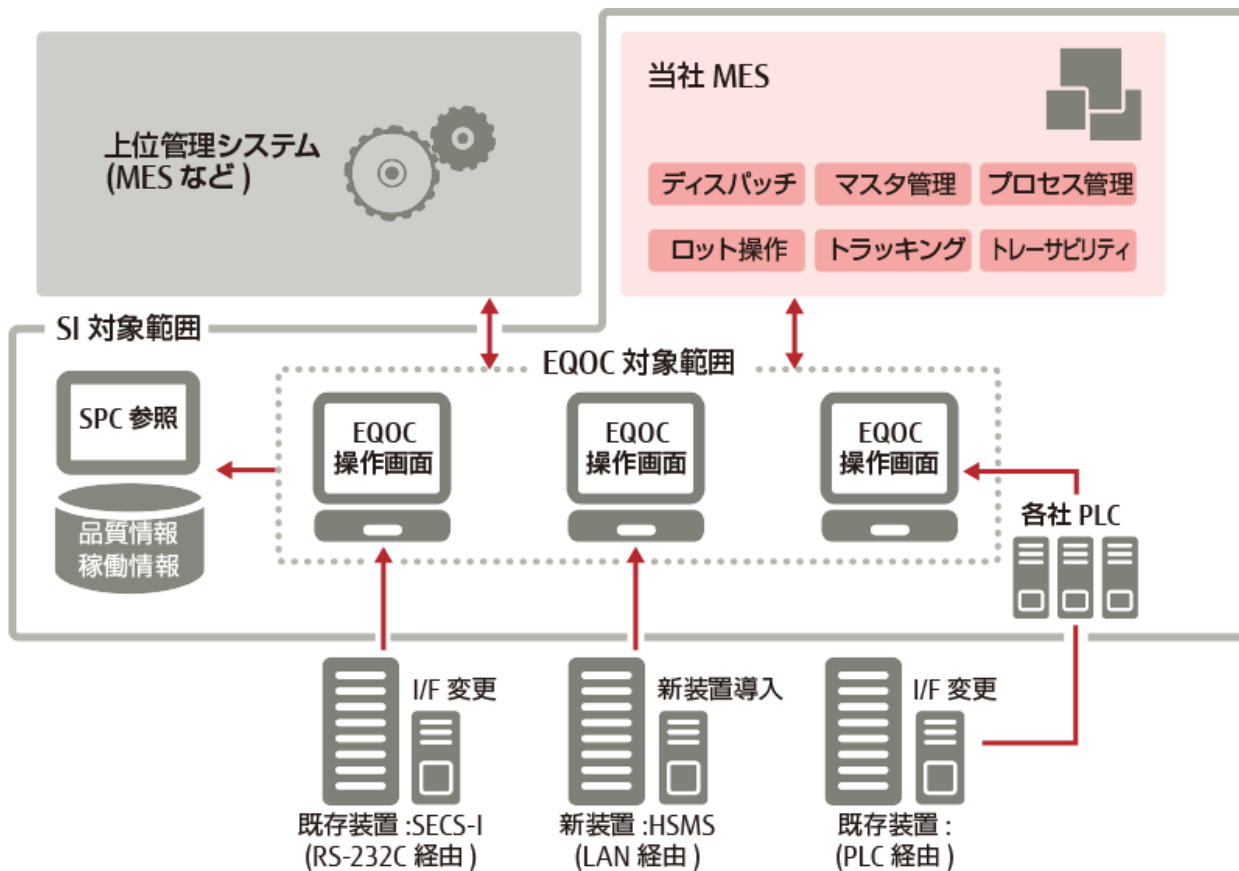 上位管理システム
(MES など )
当社 MES
ディスパッチ
マスタ管理
プロセス管理
ロット操作
トラッキング
トレーサビリティ
SI 対象範囲
EQOC 対象範囲
SPC 参照
品質情報
稼働情報
EQOC
操作画面
EQOC
操作画面
EQOC
操作画面
各社 PLC
I/F 変更
既存装置 :SECS-I
(RS-232C 経由 )
新装置導入
新装置 :HSMS
(LAN 経由 )
I/F 変更
既存装置 :
(PLC 経由 )